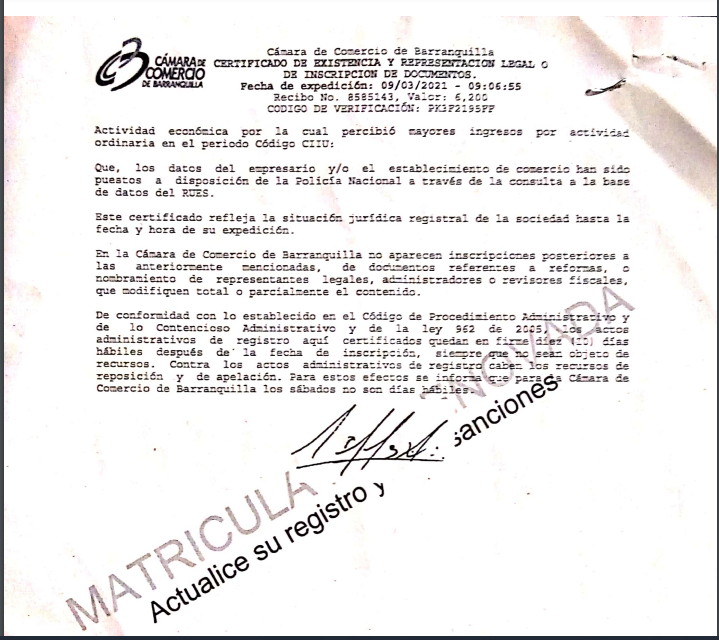 CÁMARA DE
COMERCIO
DE BARRANQUILLA
Cámara de Comercio de Barranquilla
CERTIFICADO DE EXISTENCIA Y REPRESENTACION LEGAL O
DE INSCRIPCION DE DOCUMENTOS.
Fecha de expedición: 09/03/2021 - 09:06:55
Recibo No. 8585143, Valor: 6,200
CODIGO DE VERIFICACIÓN: PK3F2195FF
Actividad económica por la cual percibió mayores ingresos por actividad
ordinaria en el periodo Código CIIU:
Que, los datos del empresario y/o el establecimiento de comercio han sido
puestos a disposición de la Policía Nacional a través de la consulta a la base
de datos del RUES.
Este certificado refleja la situación jurídica registral de la sociedad hasta la
fecha y hora de su expedición.
En la Cámara de Comercio de Barranquilla no aparecen inscripciones posteriores a
las anteriormente mencionadas, de documentos referentes a reformas, o
nombramiento de representantes legales, administradores o revisores fiscales,
que modifiquen total o parcialmente el contenido.
De conformidad con lo establecido en el Código de Procedimiento Administrativo y
de lo Contencioso Administrativo y de la ley 962 de 2005, los actos
administrativos de registro aquí certificados quedan en firme diez (10) días
hábiles después de la fecha de inscripción, siempre que no sean objeto de
recursos. Contra los actos administrativos de registro caben los recursos de
reposición y de apelación. Para estos efectos se informa que para la Cámara de
Comercio de Barranquilla los sábados no son días hábiles.
MATRICULA ENOVADA
Actualice su registro y sanciones